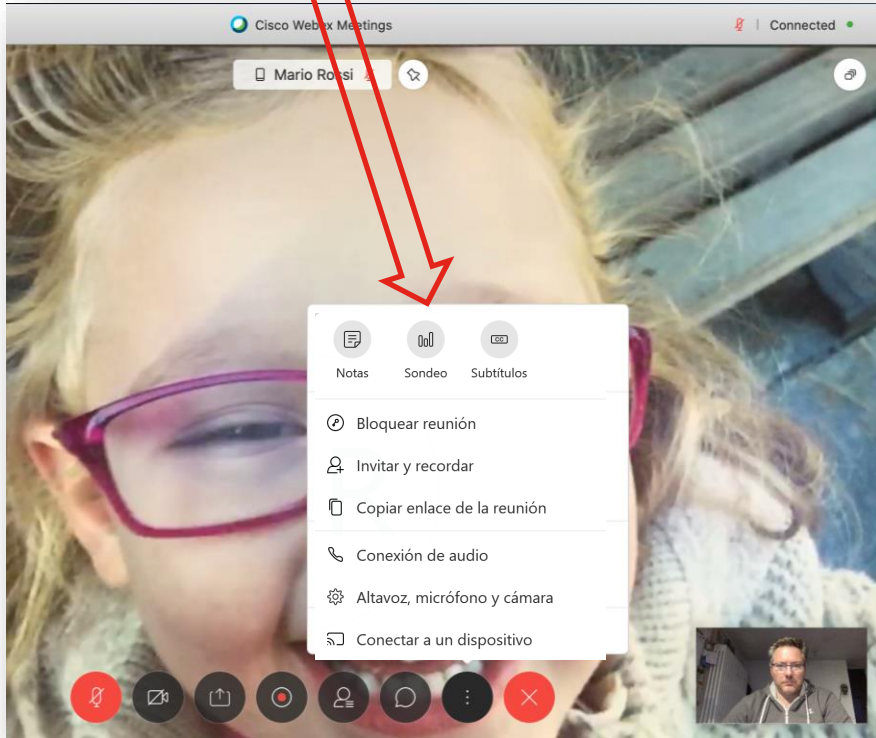 Cisco Webex Meetings
Connected
Mario Rossi
Notas Sondeo Subtítulos
Bloquear reunión
Invitar y recordar
Copiar enlace de la reunión
Conexión de audio
Altavoz, micrófono y cámara
Conectar a un dispositivo